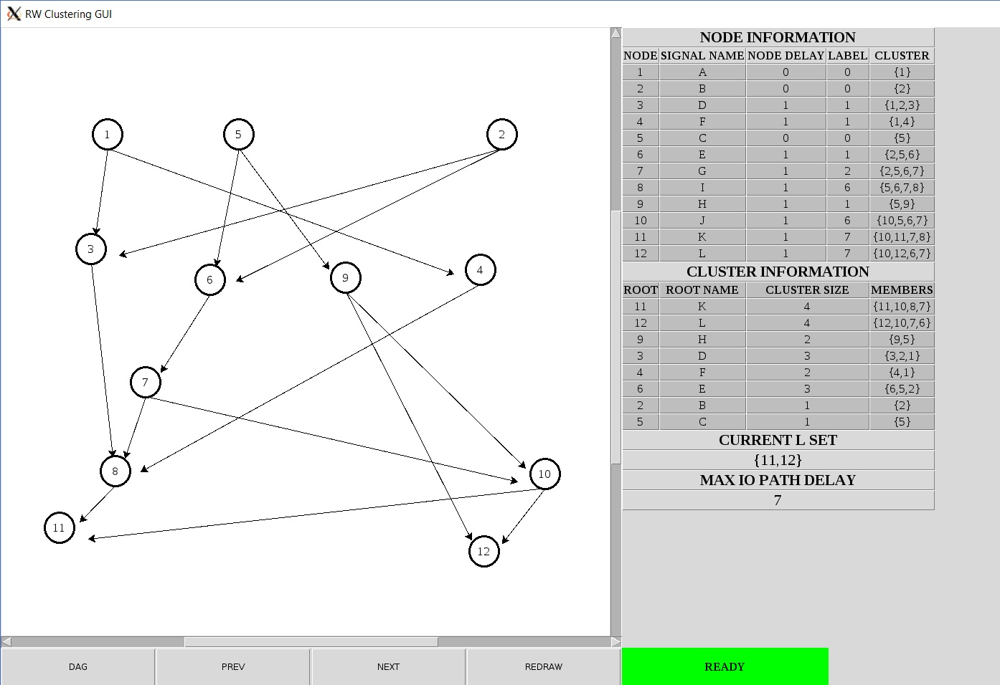 RW Clustering GUI
1
5
2
3
6
9
4
7
8
10
11
12
NODE INFORMATION
NODE SIGNAL NAME NODE DELAY LABEL CLUSTER
1 A 0 0 {1}
2 B 0 0 {2}
3 D 1 1 {1,2,3}
4 F 1 1 {1,4}
5 C 0 0 {5}
6 E 1 1 {2,5,6}
7 G 1 2 {2,5,6,7}
8 I 1 6 {5,6,7,8}
9 H 1 1 {5,9}
10 J 1 6 {10,5,6,7}
11 K 1 7 {10,11,7,8}
12 L 1 7 {10,12,6,7}
CLUSTER INFORMATION
ROOT ROOT NAME CLUSTER SIZE MEMBERS
11 K 4 {11,10,8,7}
12 L 4 {12,10,7,6}
9 H 2 {9,5}
3 D 3 {3,2,1}
4 F 2 {4,1}
6 E 3 {6,5,2}
2 B 1 {2}
5 C 1 {5}
CURRENT L SET
{11,12}
MAX IO PATH DELAY
7
DAG PREV NEXT REDRAW READY